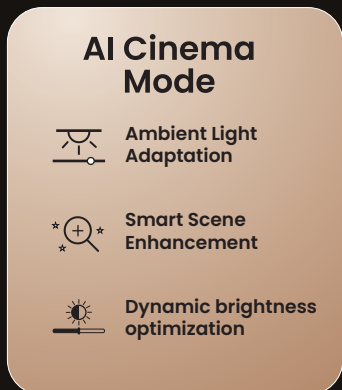 AI Cinema
Mode
Ambient Light
Adaptation
Smart Scene
Enhancement
Dynamic brightness
optimization